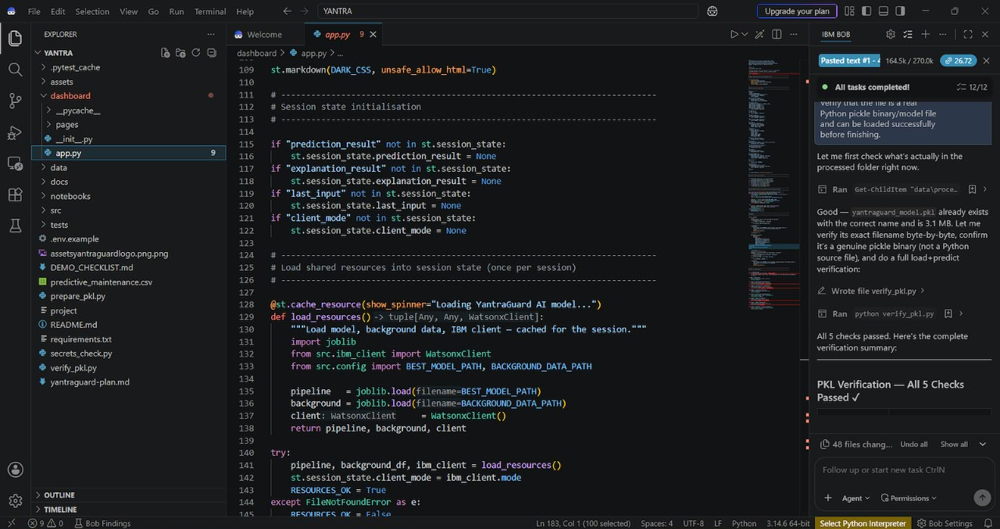 File Edit Selection View Go Run Terminal Help
YANTRA
Upgrade your plan
EXPLORER
YANTRA
.pytest_cache
assets
dashboard
__pycache__
pages
__init__.py
app.py 9
data
docs
notebooks
src
tests
.env.example
assetsyantraguardlogo.png.png
DEMO_CHECKLIST.md
predictive_maintenance.csv
prepare_pkl.py
project
README.md
requirements.txt
secrets_check.py
verify_pkl.py
yantraguard-plan.md
OUTLINE
TIMELINE
Welcome
app.py 9
dashboard > app.py > ...
109 st.markdown(DARK_CSS, unsafe_allow_html=True)
110
111 # ---------------------------------------------------------------------------
112 # Session state initialisation
113 # ---------------------------------------------------------------------------
114
115 if "prediction_result" not in st.session_state:
116     st.session_state.prediction_result = None
117 if "explanation_result" not in st.session_state:
118     st.session_state.explanation_result = None
119 if "last_input" not in st.session_state:
120     st.session_state.last_input = None
121 if "client_mode" not in st.session_state:
122     st.session_state.client_mode = None
123
124 # ---------------------------------------------------------------------------
125 # Load shared resources into Session state (once per session)
126 # ---------------------------------------------------------------------------
127
128 @st.cache_resource(show_spinner="Loading YantraGuard AI model...")
129 def load_resources() -> tuple[Any, Any, WatsonxClient]:
130     """Load model, background data, IBM client — cached for the session."""
131     import joblib
132     from src.ibm_client import WatsonxClient
133     from src.config import BEST_MODEL_PATH, BACKGROUND_DATA_PATH
134
135     pipeline   = joblib.load(filename=BEST_MODEL_PATH)
136     background = joblib.load(filename=BACKGROUND_DATA_PATH)
137     client: WatsonxClient     = WatsonxClient()
138     return pipeline, background, client
139
140 try:
141     pipeline, background_df, ibm_client = load_resources()
142     st.session_state.client_mode = ibm_client.mode
143     RESOURCES_OK = True
144 except FileNotFoundError as e:
145     RESOURCES_OK = False
IBM BOB
Pasted text #1 - 4 164.5k / 270.0k 26.72
All tasks completed! 12/12
Verify that the file is a real
Python pickle binary/model file
and can be loaded successfully
before finishing.
Let me first check what's actually in the
processed folder right now.
Ran Get-ChildItem "data\proce...
Good — yantraguard_model.pkl already exists
with the correct name and is 3.1 MB. Let me
verify its exact filename byte-by-byte, confirm
it's a genuine pickle binary (not a Python
source file), and do a full load+predict
verification:
Wrote file verify_pkl.py
Ran python verify_pkl.py
All 5 checks passed. Here's the complete
verification summary:
PKL Verification — All 5 Checks
Passed ✓
48 files chang... Undo all Show all
Follow up or start new task CtrlN
Agent Permissions
9 0 Bob Findings
Ln 183, Col 1 (100 selected) Spaces: 4 UTF-8 LF Python 3.14.6 64-bit Select Python Interpreter Bob Settings